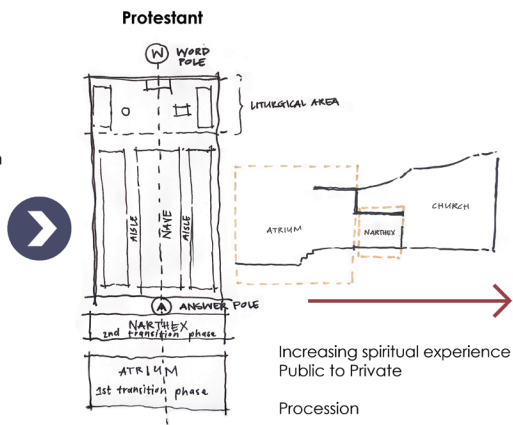 Protestant
W
WORD
POLE
LITURGICAL AREA
AISLE
NAVE
AISLE
A
ANSWER POLE
NARTHEX
2nd transition phase
ATRIUM
1st transition phase
ATRIUM
NARTHEX
CHURCH
Increasing spiritual experience
Public to Private
Procession